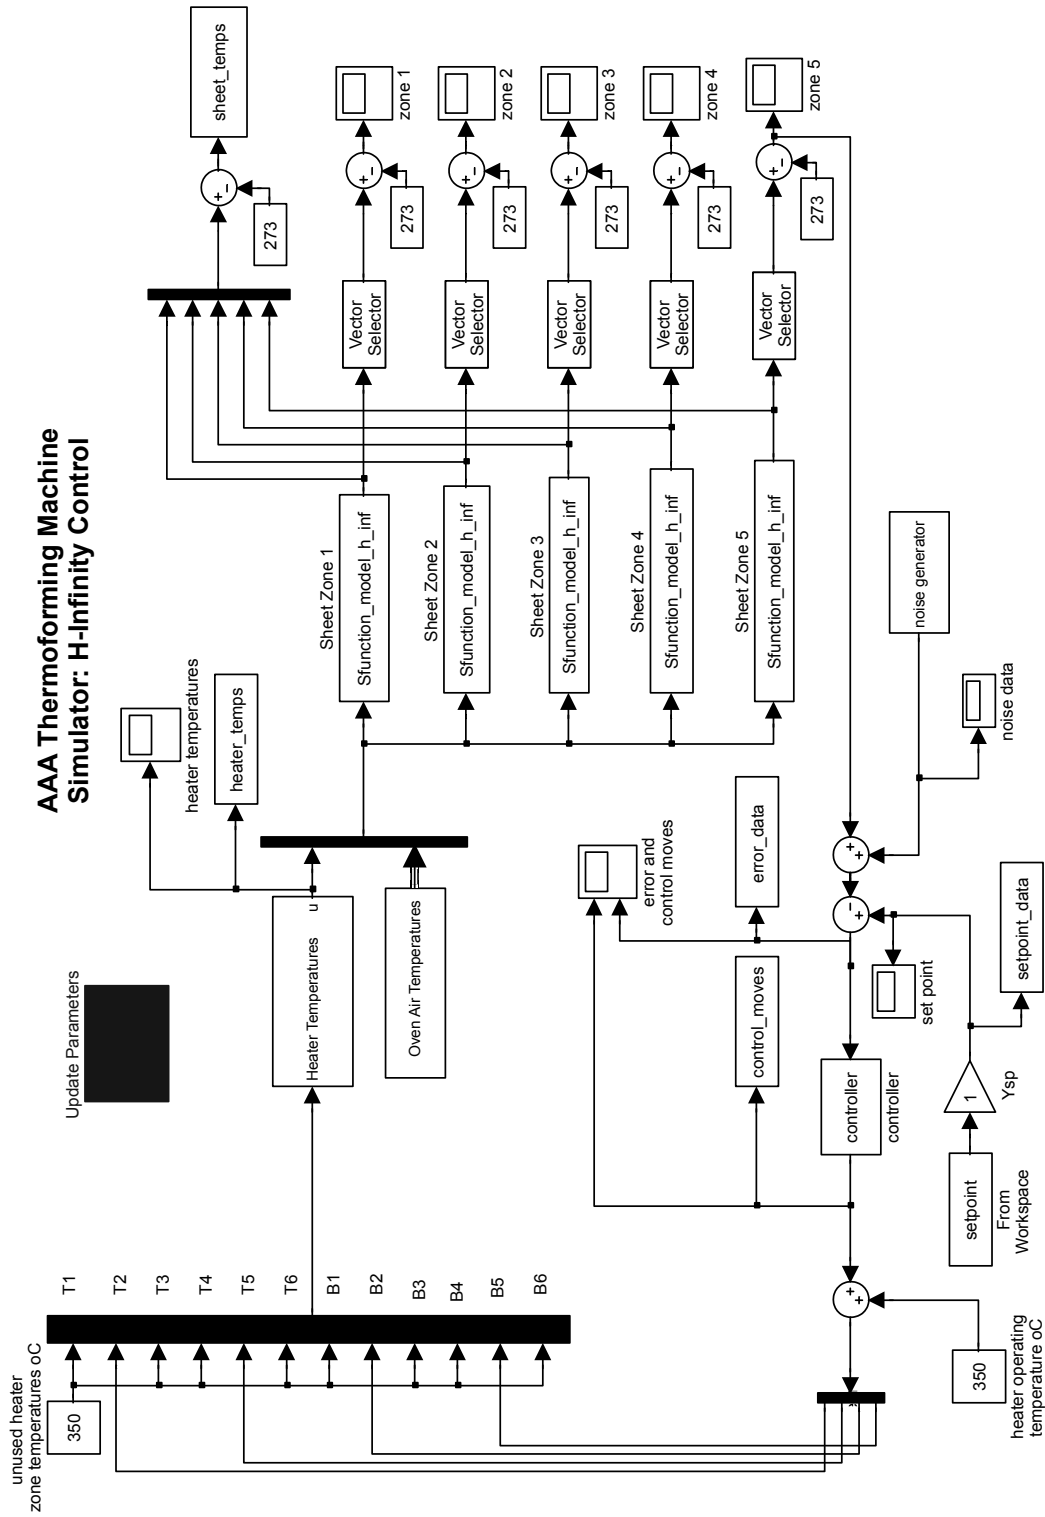 AAA Thermoforming Machine
Simulator: H-Infinity Control
unused heater
zone temperatures oC
350
T1
T2
T3
T4
T5
T6
B1
B2
B3
B4
B5
B6
Update Parameters
Heater Temperatures
u
Oven Air Temperatures
heater temperatures
heater_temps
Sheet Zone 1
Sfunction_model_h_inf
Sheet Zone 2
Sfunction_model_h_inf
Sheet Zone 3
Sfunction_model_h_inf
Sheet Zone 4
Sfunction_model_h_inf
Sheet Zone 5
Sfunction_model_h_inf
Vector
Selector
Vector
Selector
Vector
Selector
Vector
Selector
Vector
Selector
273
+
-
sheet_temps
273
+
-
zone 1
273
+
-
zone 2
273
+
-
zone 3
273
+
-
zone 4
273
+
-
zone 5
error and
control moves
control_moves
error_data
350
heater operating
temperature oC
+
+
controller
controller
-
+
+
+
set point
setpoint
From
Workspace
1
Ysp
setpoint_data
noise generator
noise data